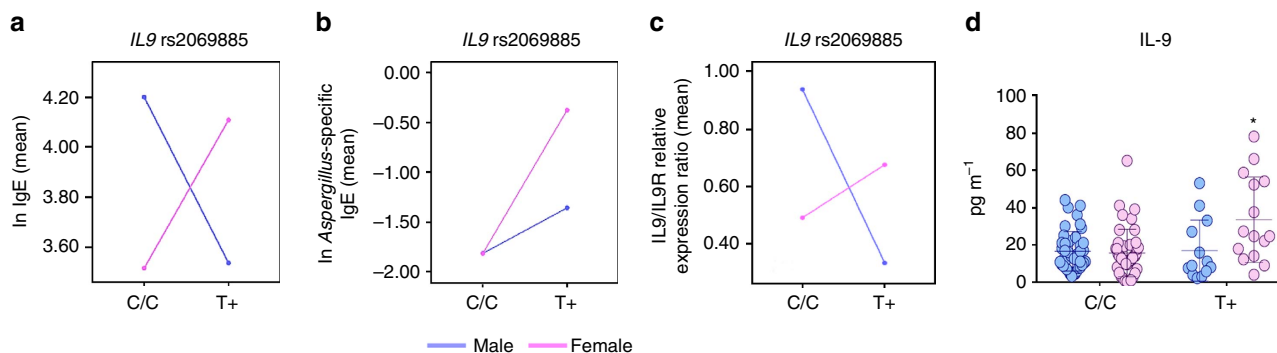 a
IL9 rs2069885
ln IgE (mean)
4.20
4.00
3.80
3.60
C/C
T+
b
IL9 rs2069885
ln Aspergillus-specific
IgE (mean)
0.00
−0.50
−1.00
−1.50
−2.00
C/C
T+
c
IL9 rs2069885
IL9/IL9R relative
expression ratio (mean)
1.00
0.80
0.60
0.40
C/C
T+
d
IL-9
pg m⁻¹
100
80
60
40
20
0
*
C/C
T+
Male
Female